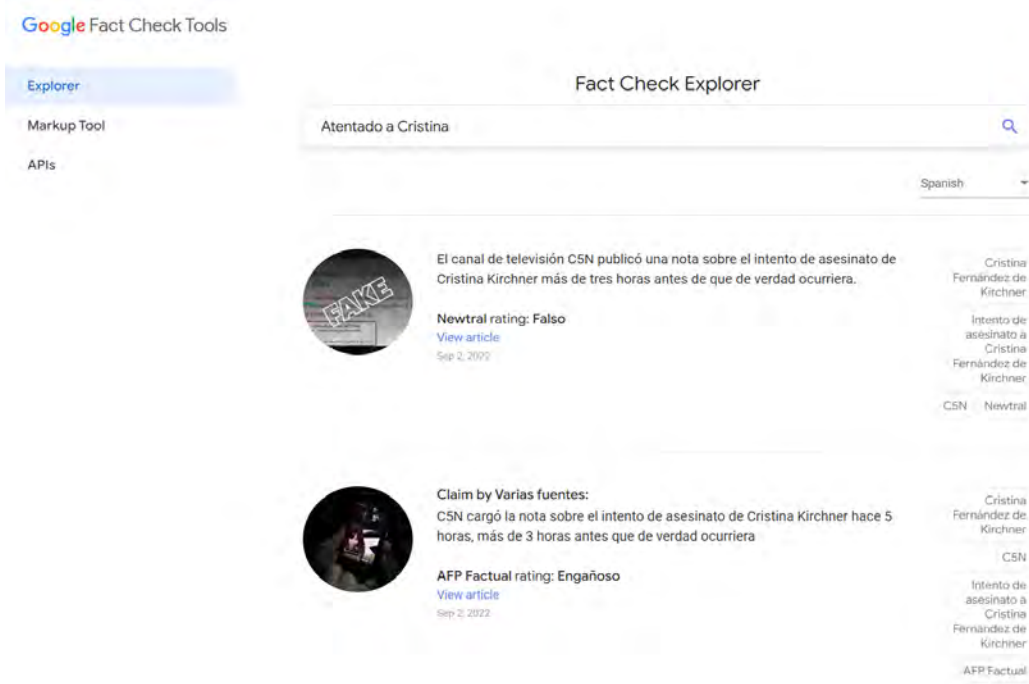 Google Fact Check Tools
Explorer
Markup Tool
APIs
Fact Check Explorer
Atentado a Cristina
Spanish
FAKE
El canal de televisión C5N publicó una nota sobre el intento de asesinato de
Cristina Kirchner más de tres horas antes de que de verdad ocurriera.
Newtral rating: Falso
View article
Sep 2, 2022
Cristina
Fernández de
Kirchner
Intento de
asesinato a
Cristina
Fernández de
Kirchner
C5N Newtral
Claim by Varias fuentes:
C5N cargó la nota sobre el intento de asesinato de Cristina Kirchner hace 5
horas, más de 3 horas antes que de verdad ocurriera
AFP Factual rating: Engañoso
View article
Sep 2, 2022
Cristina
Fernández de
Kirchner
C5N
Intento de
asesinato a
Cristina
Fernández de
Kirchner
AFP Factual